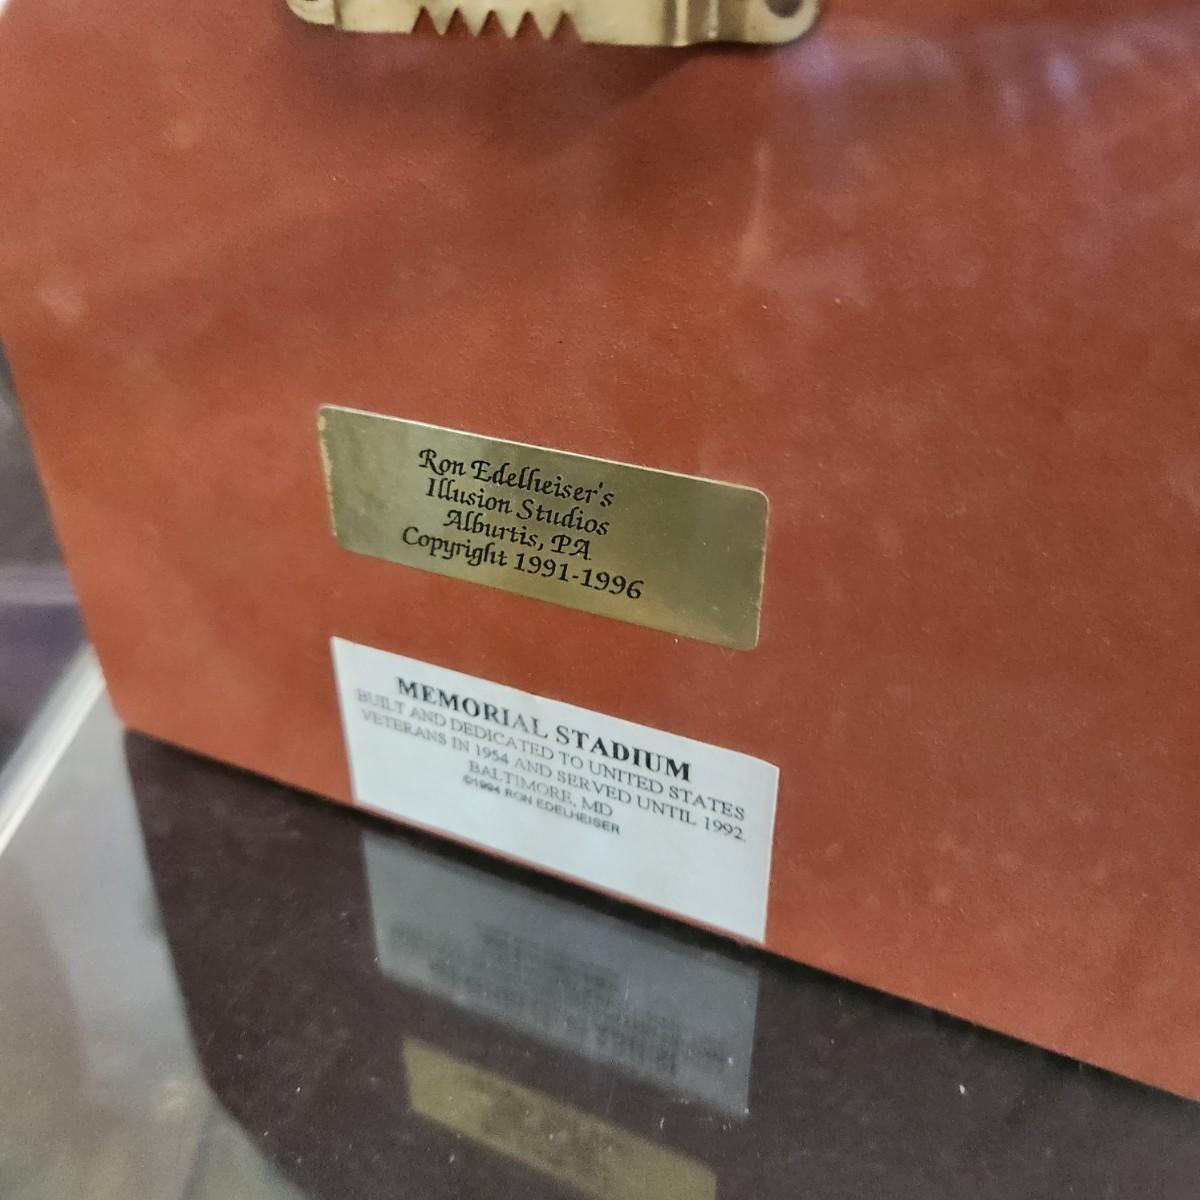 Ron Edelheiser's
Illusion Studios
Alburtis, PA
Copyright 1991-1996
MEMORIAL STADIUM
BUILT AND DEDICATED TO UNITED STATES
VETERANS IN 1954 AND SERVED UNTIL 1992.
BALTIMORE, MD
©1994 RON EDELHEISER